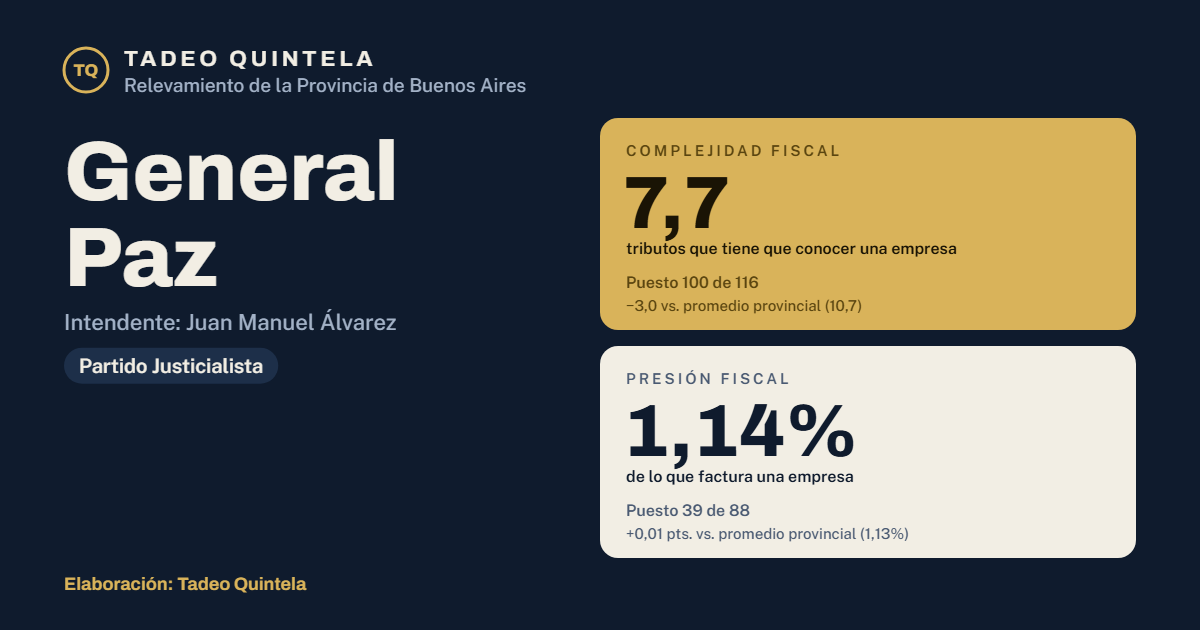 TQ
TADEO QUINTELA
Relevamiento de la Provincia de Buenos Aires
General
Paz
Intendente: Juan Manuel Álvarez
Partido Justicialista
COMPLEJIDAD FISCAL
7,7
tributos que tiene que conocer una empresa
Puesto 100 de 116
−3,0 vs. promedio provincial (10,7)
PRESIÓN FISCAL
1,14%
de lo que factura una empresa
Puesto 39 de 88
+0,01 pts. vs. promedio provincial (1,13%)
Elaboración: Tadeo Quintela